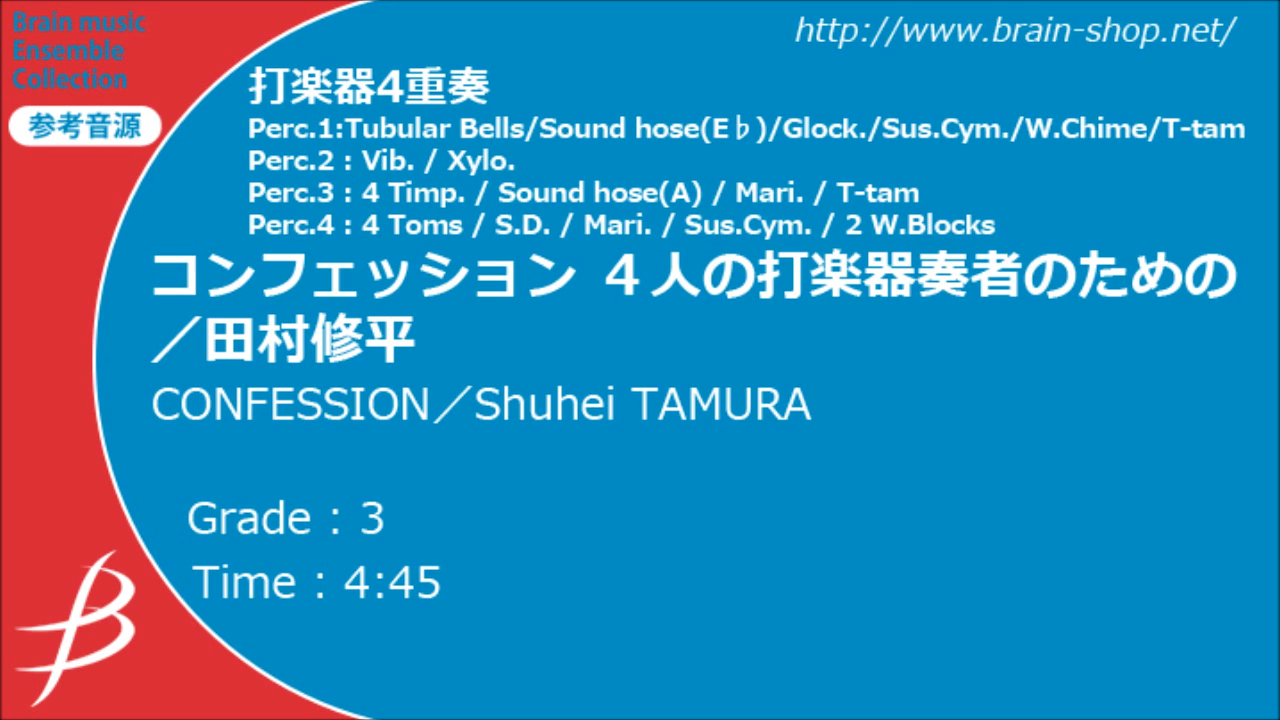 Brain music
Ensemble
Collection
参考音源
http://www.brain-shop.net/
打楽器4重奏
Perc.1:Tubular Bells/Sound hose(E♭)/Glock./Sus.Cym./W.Chime/T-tam
Perc.2 : Vib. / Xylo.
Perc.3 : 4 Timp. / Sound hose(A) / Mari. / T-tam
Perc.4 : 4 Toms / S.D. / Mari. / Sus.Cym. / 2 W.Blocks
コンフェッション ４人の打楽器奏者のための
／田村修平
CONFESSION／Shuhei TAMURA
Grade : 3
Time : 4:45